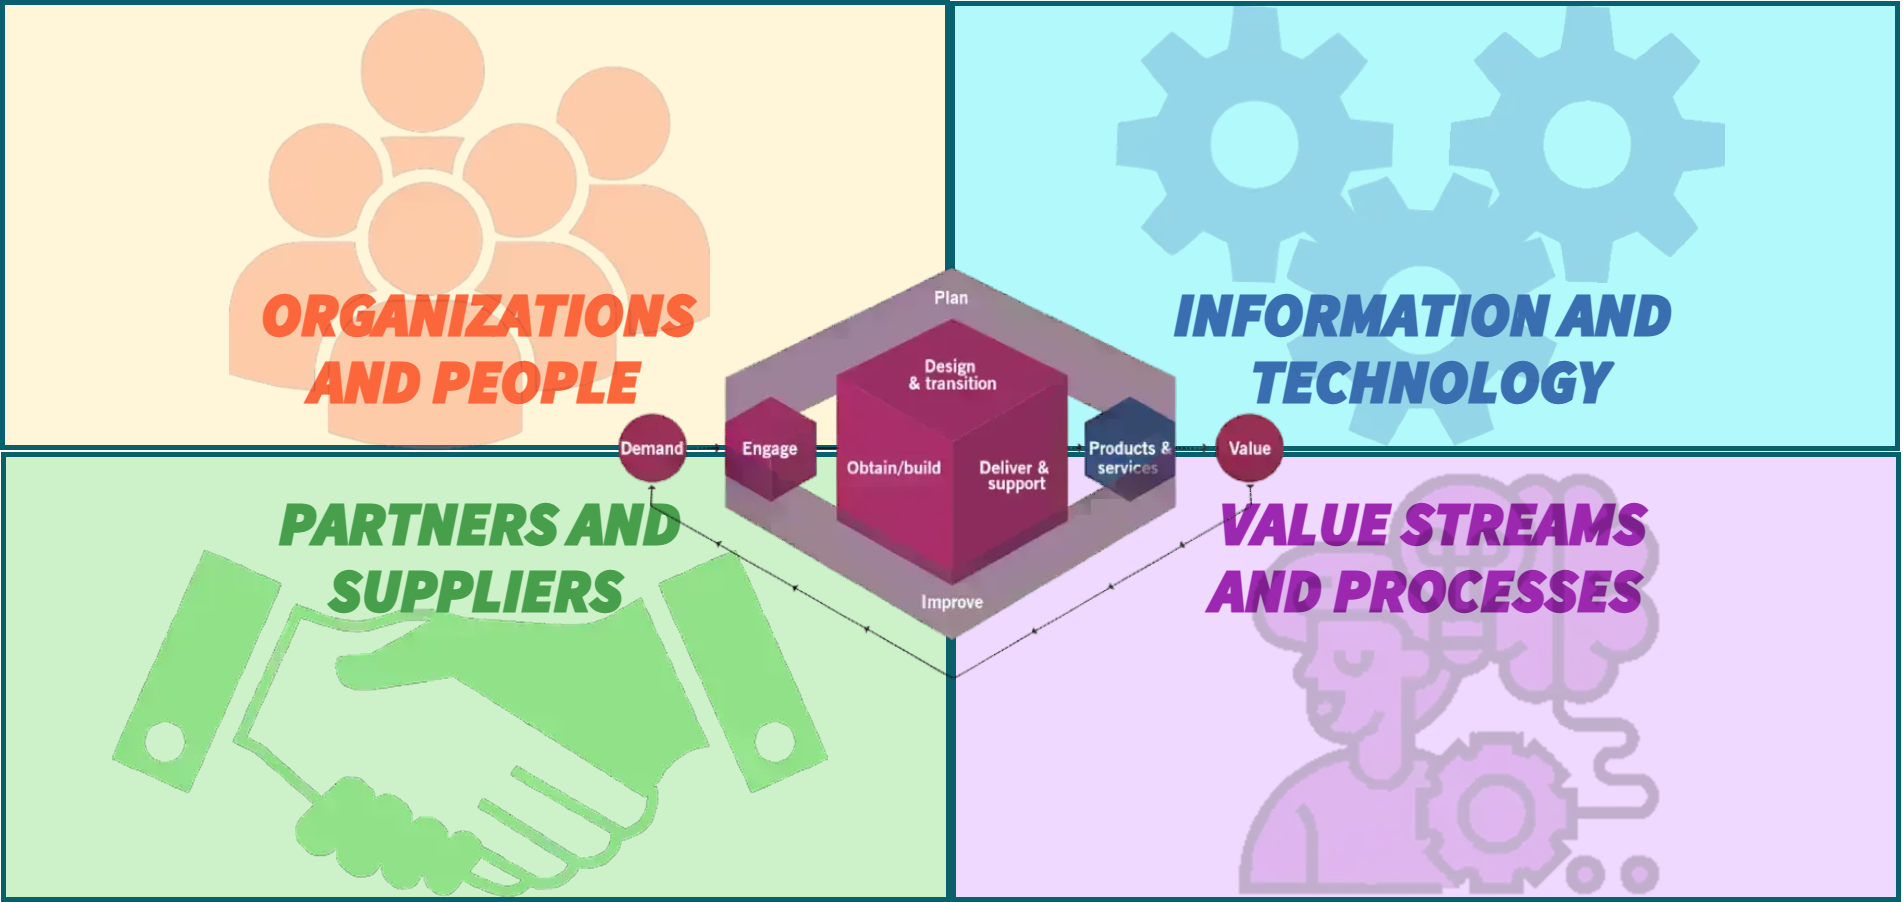 ORGANIZATIONS
AND PEOPLE
INFORMATION AND
TECHNOLOGY
Plan
Design
& transition
Demand
Engage
Obtain/build
Deliver &
support
Products &
services
Value
Improve
PARTNERS AND
SUPPLIERS
VALUE STREAMS
AND PROCESSES